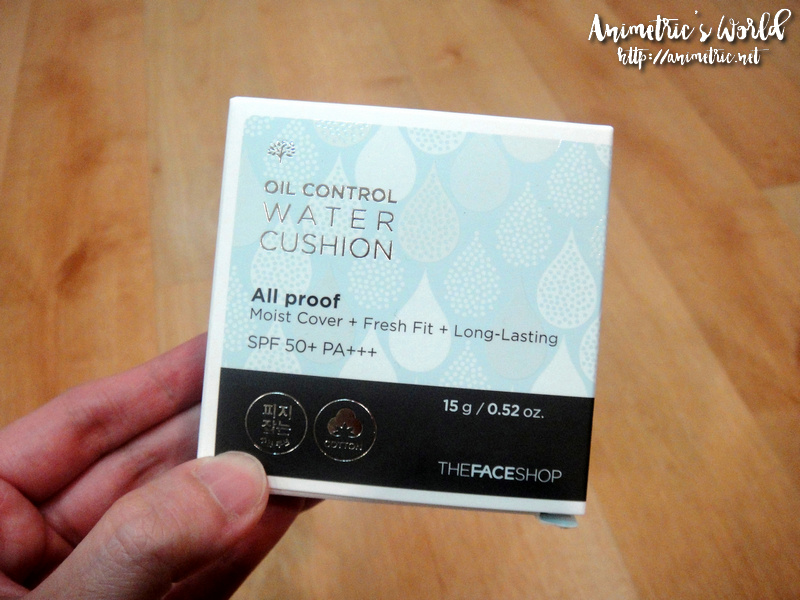 Animetric's World
http://animetric.net
OIL CONTROL
WATER
CUSHION
All proof
Moist Cover + Fresh Fit + Long-Lasting
SPF 50+ PA+++
15 g / 0.52 oz.
피지
잡는
COTTON
THEFACESHOP